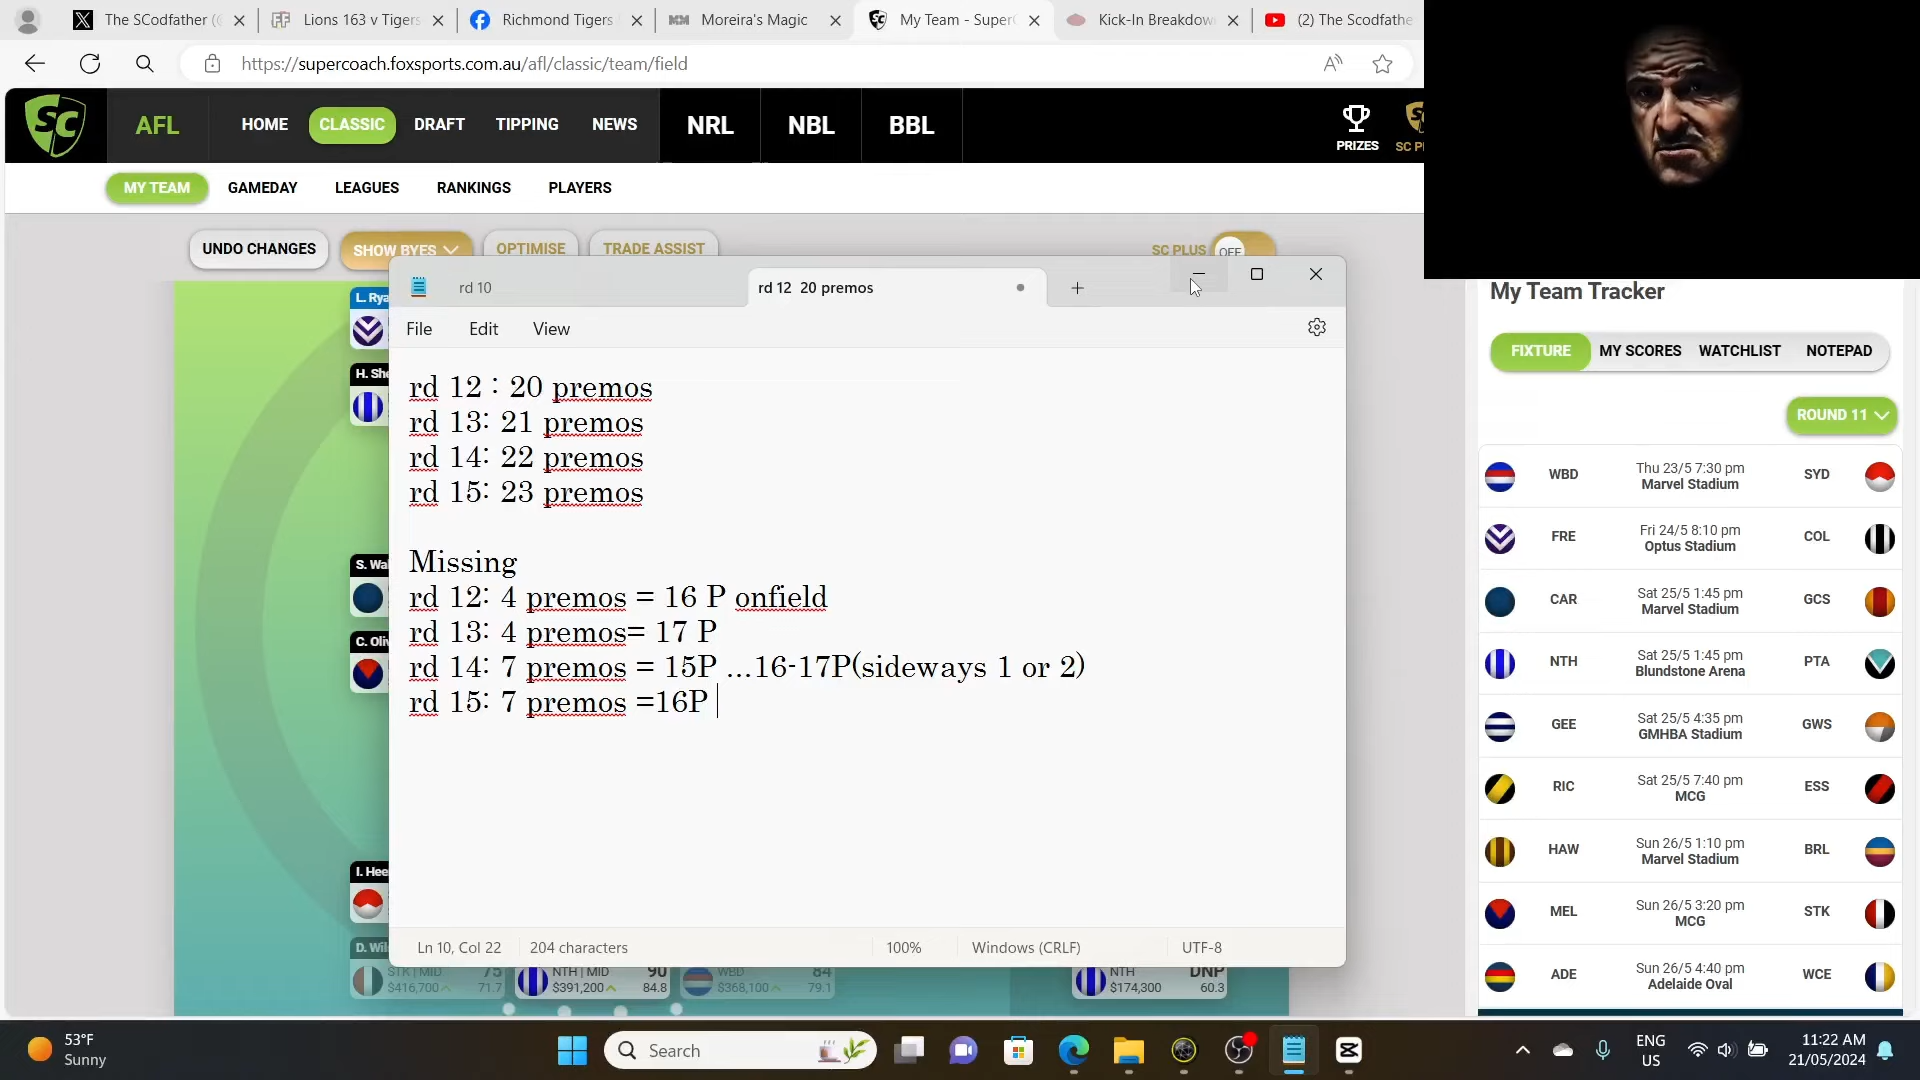 The SCodfather (
Lions 163 v Tigers
Richmond Tigers
Moreira's Magic
My Team - SuperC
Kick-In Breakdow
(2) The Scodfathe
https://supercoach.foxsports.com.au/afl/classic/team/field
SC
AFL
HOME
CLASSIC
DRAFT
TIPPING
NEWS
NRL
NBL
BBL
PRIZES
SC PL
MY TEAM
GAMEDAY
LEAGUES
RANKINGS
PLAYERS
UNDO CHANGES
SHOW BYES
OPTIMISE
TRADE ASSIST
SC PLUS
OFF
rd 10
rd 12 20 premos
File
Edit
View
rd 12 : 20 premos
rd 13: 21 premos
rd 14: 22 premos
rd 15: 23 premos
Missing
rd 12: 4 premos = 16 P onfield
rd 13: 4 premos= 17 P
rd 14: 7 premos = 15P ...16-17P(sideways 1 or 2)
rd 15: 7 premos =16P
Ln 10, Col 22
204 characters
100%
Windows (CRLF)
UTF-8
L. Rya
H. She
S. Wal
C. Oliv
I. Hee
D. Wil
STK | MID 75
$416,700 71.7
NTH | MID 90
$391,200 84.8
WBD 84
$368,100 79.1
NTH DNP
$174,300 60.3
My Team Tracker
FIXTURE
MY SCORES
WATCHLIST
NOTEPAD
ROUND 11
WBD Thu 23/5 7:30 pm SYD
Marvel Stadium
FRE Fri 24/5 8:10 pm COL
Optus Stadium
CAR Sat 25/5 1:45 pm GCS
Marvel Stadium
NTH Sat 25/5 1:45 pm PTA
Blundstone Arena
GEE Sat 25/5 4:35 pm GWS
GMHBA Stadium
RIC Sat 25/5 7:40 pm ESS
MCG
HAW Sun 26/5 1:10 pm BRL
Marvel Stadium
MEL Sun 26/5 3:20 pm STK
MCG
ADE Sun 26/5 4:40 pm WCE
Adelaide Oval
53°F
Sunny
Search
ENG
US
11:22 AM
21/05/2024